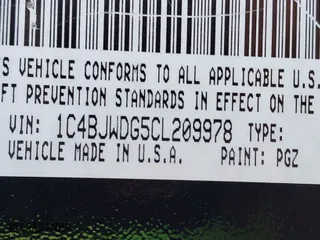 S VEHICLE CONFORMS TO ALL APPLICABLE U.S.
FT PREVENTION STANDARDS IN EFFECT ON THE
VIN: 1C4BJWDG5CL209978 TYPE:
VEHICLE MADE IN U.S.A. PAINT: PGZ